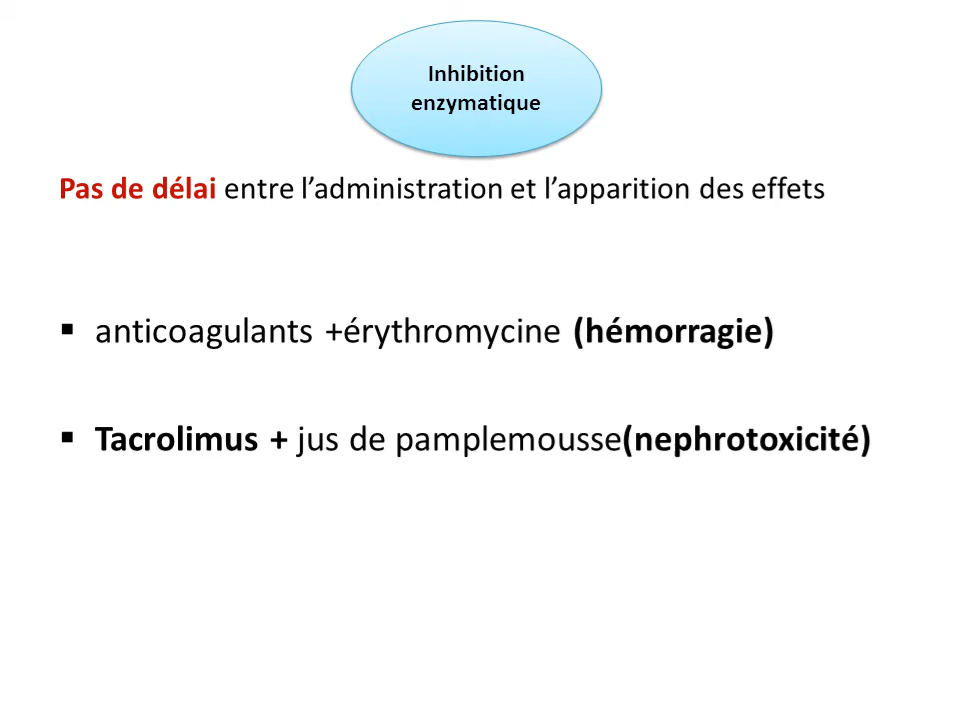 Inhibition
enzymatique
Pas de délai entre l’administration et l’apparition des effets
▪ anticoagulants +érythromycine (hémorragie)
▪ Tacrolimus + jus de pamplemousse(nephrotoxicité)